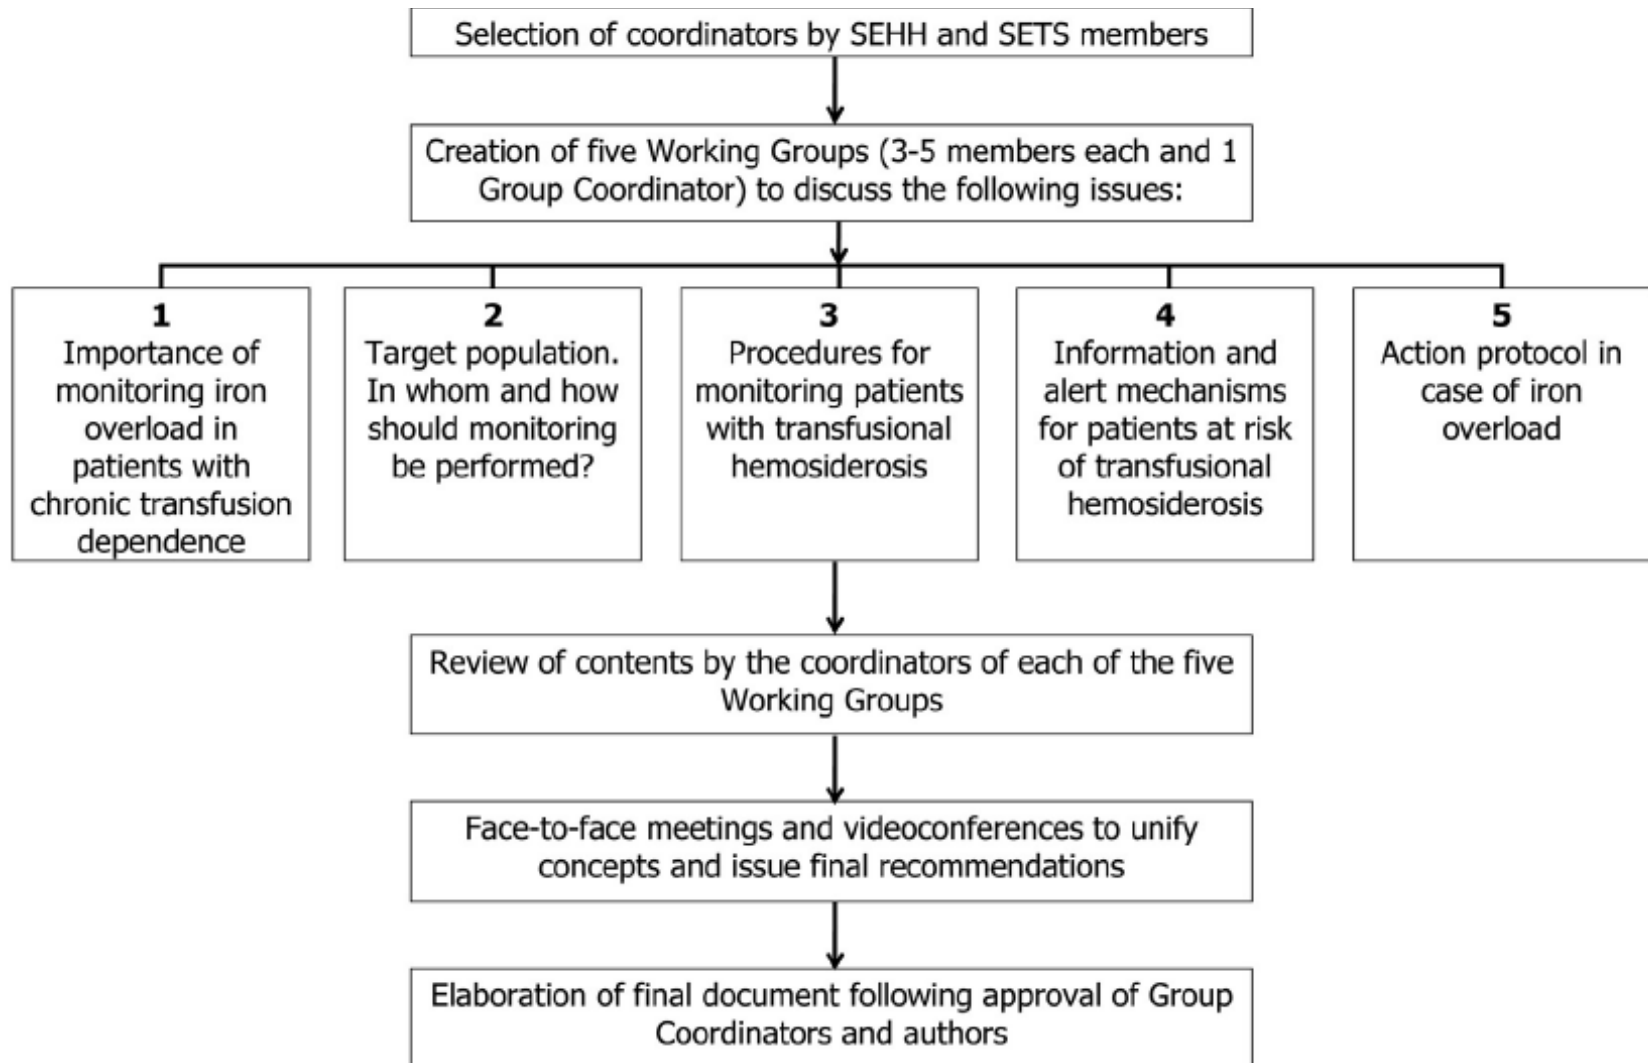 Selection of coordinators by SEHH and SETS members
Creation of five Working Groups (3-5 members each and 1
Group Coordinator) to discuss the following issues:
1
Importance of
monitoring iron
overload in
patients with
chronic transfusion
dependence
2
Target population.
In whom and how
should monitoring
be performed?
3
Procedures for
monitoring patients
with transfusional
hemosiderosis
4
Information and
alert mechanisms
for patients at risk
of transfusional
hemosiderosis
5
Action protocol in
case of iron
overload
Review of contents by the coordinators of each of the five
Working Groups
Face-to-face meetings and videoconferences to unify
concepts and issue final recommendations
Elaboration of final document following approval of Group
Coordinators and authors